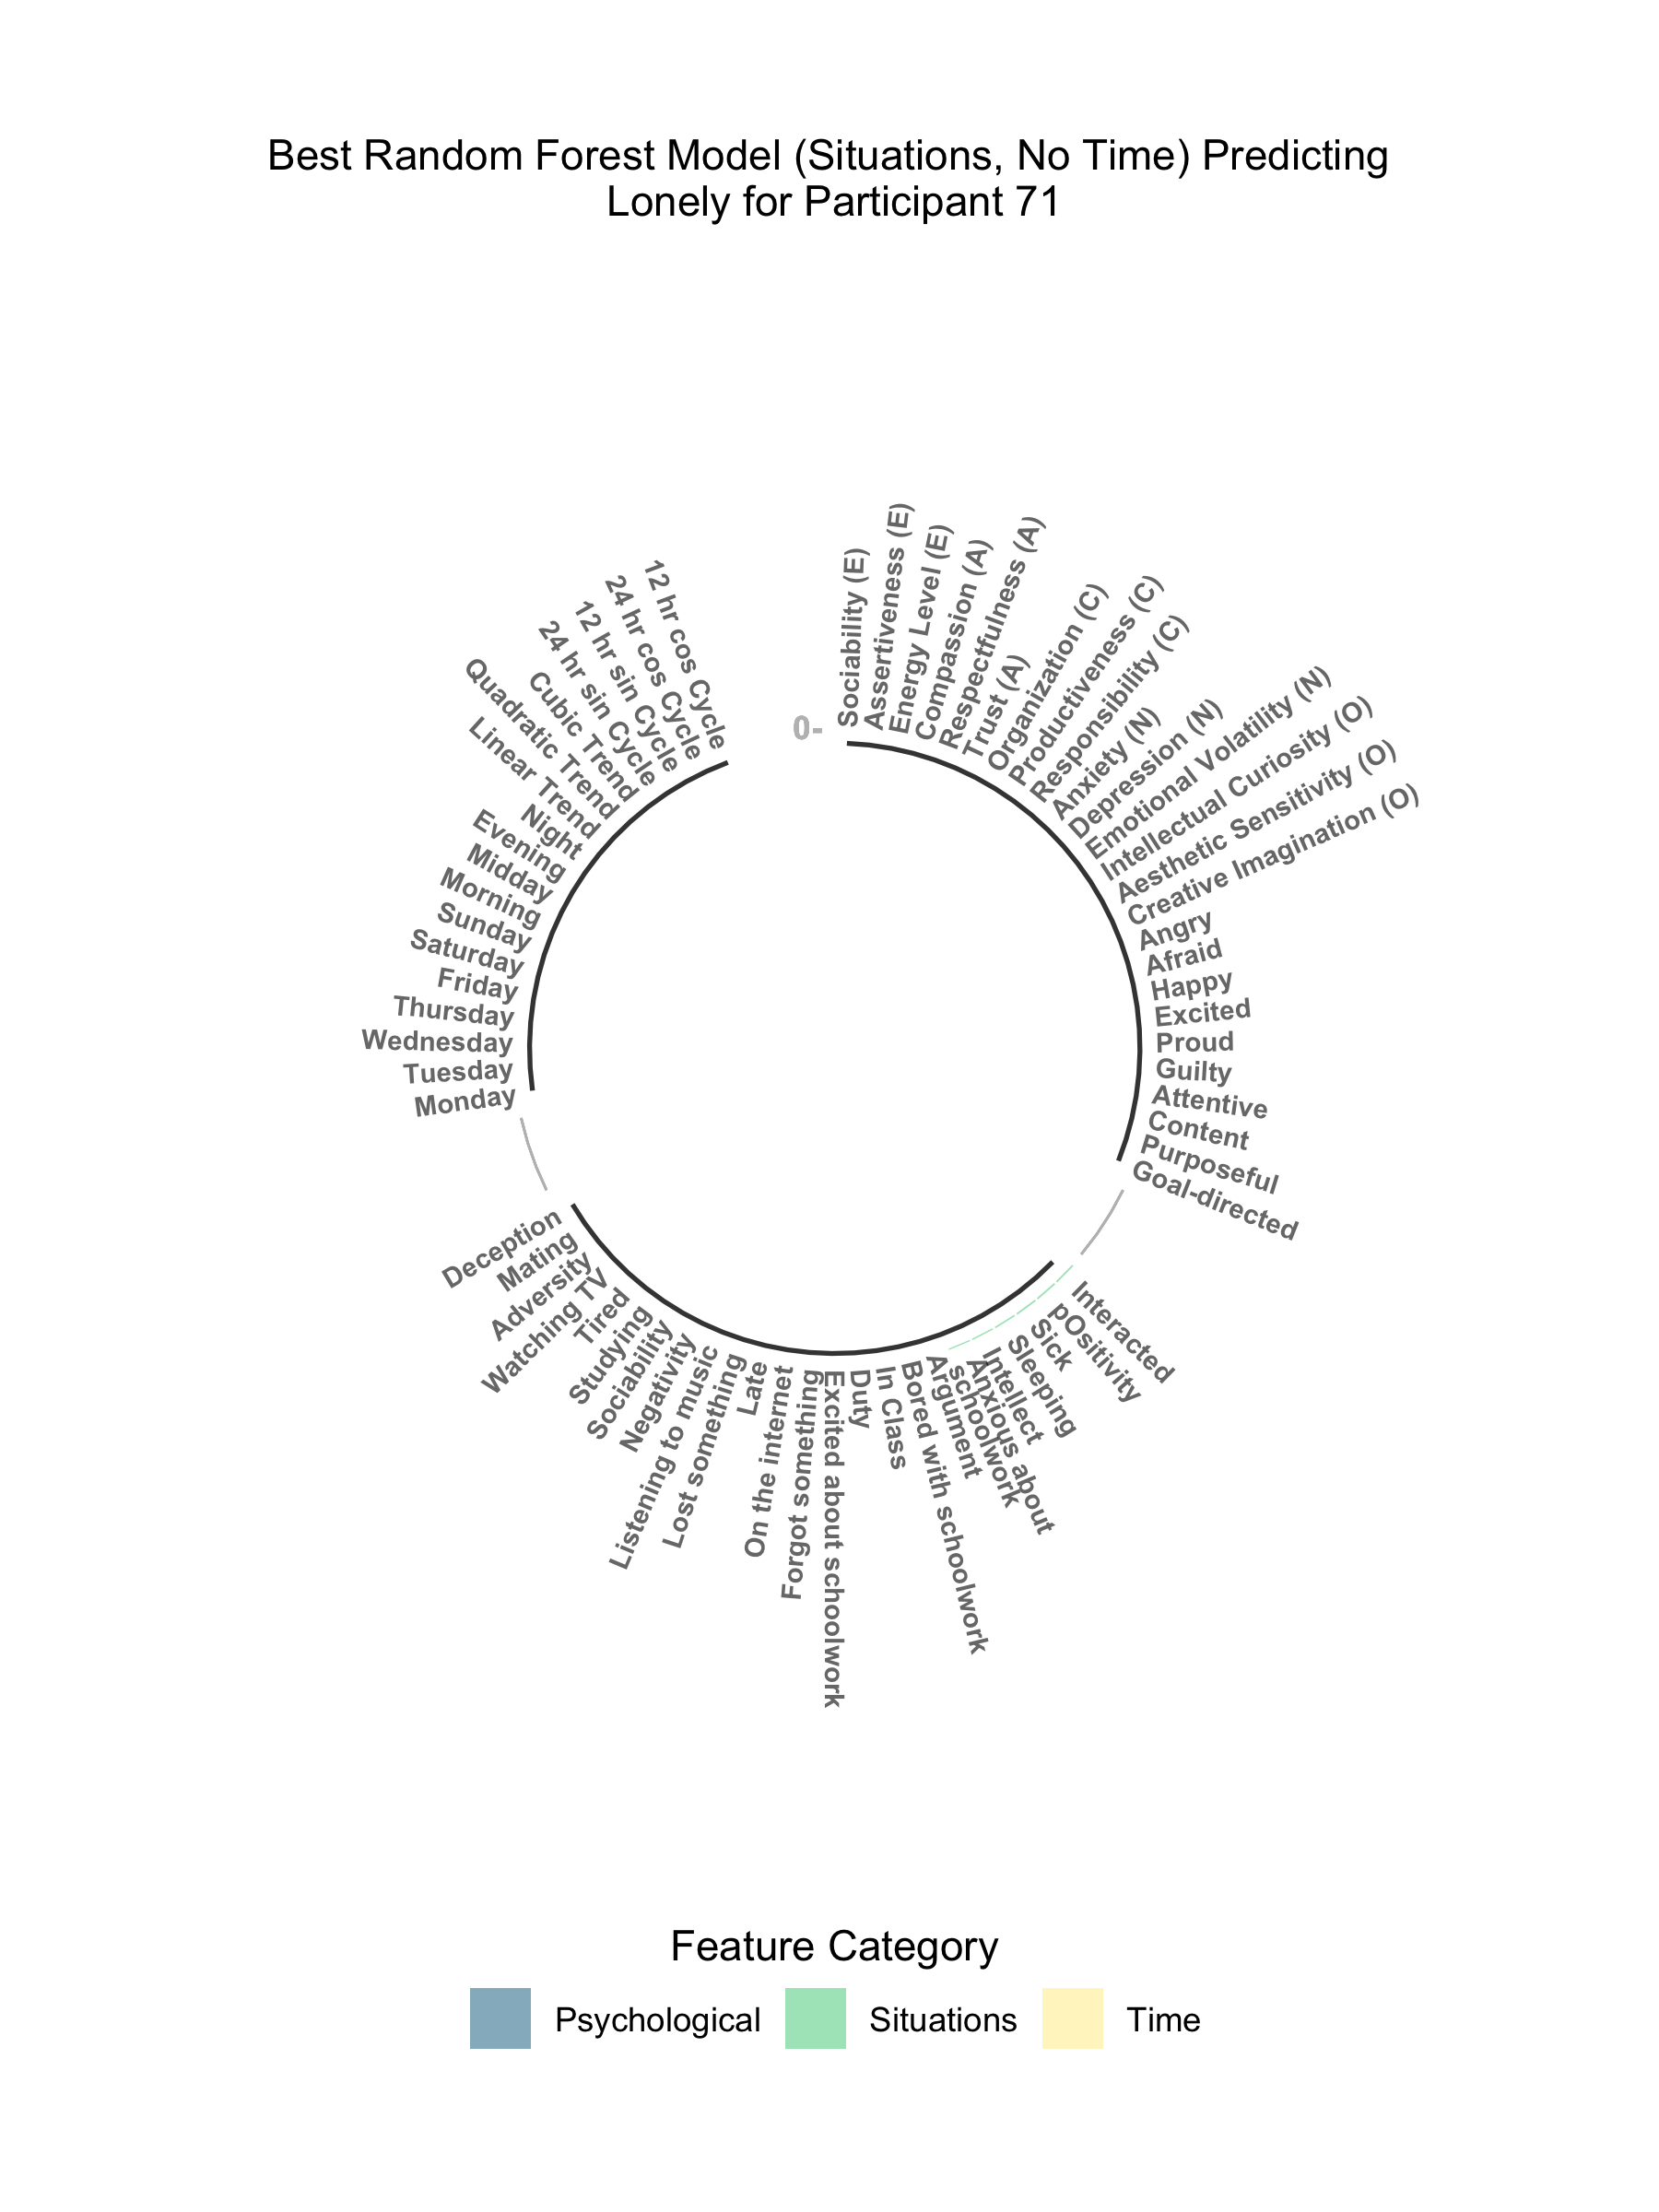 Best Random Forest Model (Situations, No Time) Predicting
Lonely for Participant 71
0-
Sociability (E)
Assertiveness (E)
Energy Level (E)
Compassion (A)
Respectfulness (A)
Trust (A)
Organization (C)
Productiveness (C)
Responsibility (C)
Anxiety (N)
Depression (N)
Emotional Volatility (N)
Intellectual Curiosity (O)
Aesthetic Sensitivity (O)
Creative Imagination (O)
Angry
Afraid
Happy
Excited
Proud
Guilty
Attentive
Content
Purposeful
Goal-directed
Interacted
pOsitivity
Sick
Sleeping
Intellect
Anxious about
schoolwork
Argument
Bored with schoolwork
In Class
Duty
Excited about schoolwork
Forgot something
On the internet
Late
Lost something
Listening to music
Negativity
Sociability
Studying
Tired
Watching TV
Adversity
Mating
Deception
Monday
Tuesday
Wednesday
Thursday
Friday
Saturday
Sunday
Morning
Midday
Evening
Night
Linear Trend
Quadratic Trend
Cubic Trend
24 hr sin Cycle
12 hr sin Cycle
24 hr cos Cycle
12 hr cos Cycle
Feature Category
Psychological
Situations
Time